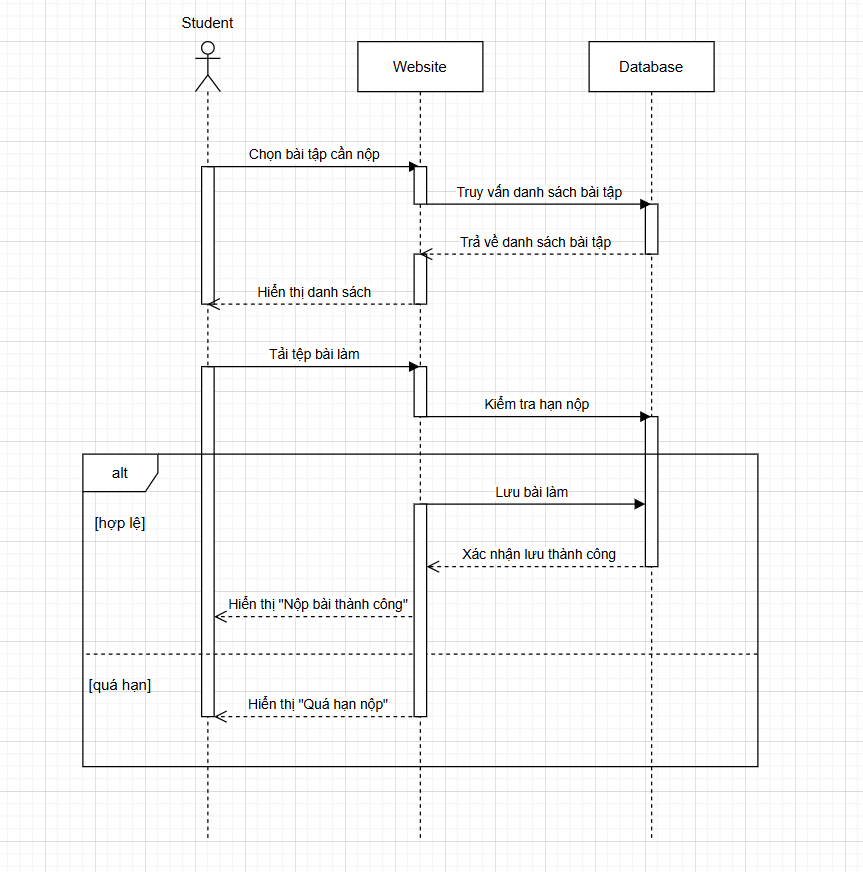 Student
Website
Database
Chọn bài tập cần nộp
Truy vấn danh sách bài tập
Trả về danh sách bài tập
Hiển thị danh sách
Tải tệp bài làm
Kiểm tra hạn nộp
alt
Lưu bài làm
[hợp lệ]
Xác nhận lưu thành công
Hiển thị "Nộp bài thành công"
[quá hạn]
Hiển thị "Quá hạn nộp"